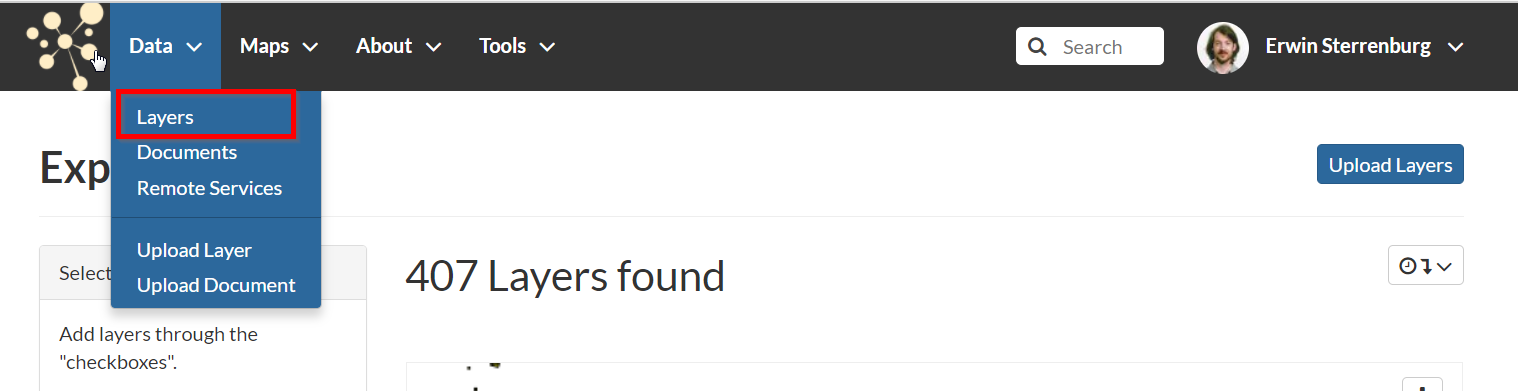 Data Maps About Tools Search Erwin Sterrenburg
Layers
Documents
Remote Services
Upload Layer
Upload Document
Exp
Upload Layers
Select
407 Layers found
Add layers through the
"checkboxes".